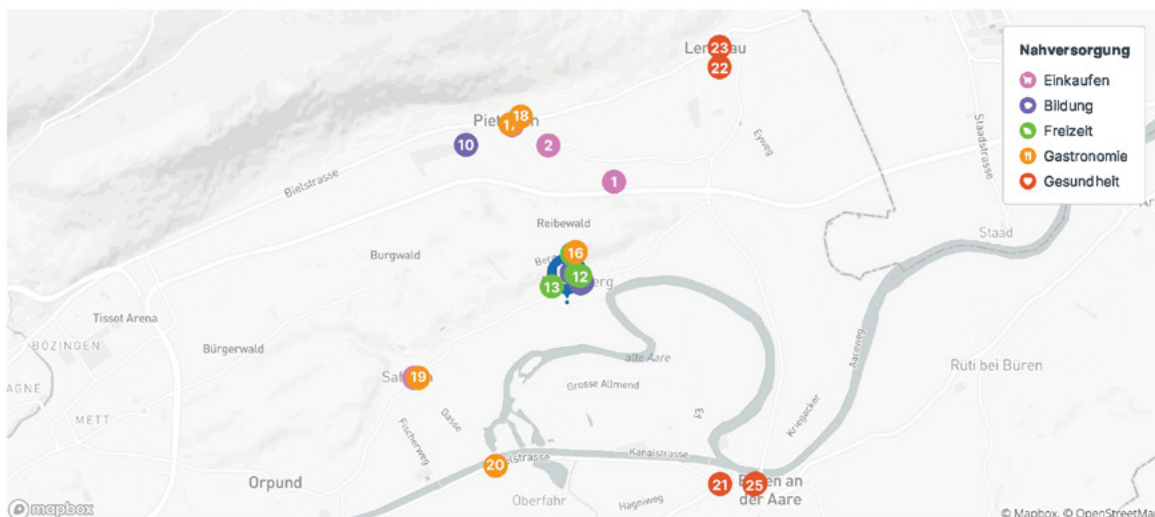 23
22
Nahversorgung
Einkaufen
Bildung
Freizeit
Gastronomie
Gesundheit
18
10
2
Eyweg
Staadstrasse
1
Bielstrasse
Reibewald
16
Burgwald
12
13
Staad
Tissot Arena
BÖZINGEN
Bürgerwald
alte Aare
Aareweg
Rüti bei Büren
19
Grosse Allmend
METT
Gasse
Ey
Kriegacker
Fischerweg
20
Kanalstrasse
Orpund
Oberfahr
Hagniweg
21
25
der Aare
mapbox
© Mapbox, © OpenStreetMap